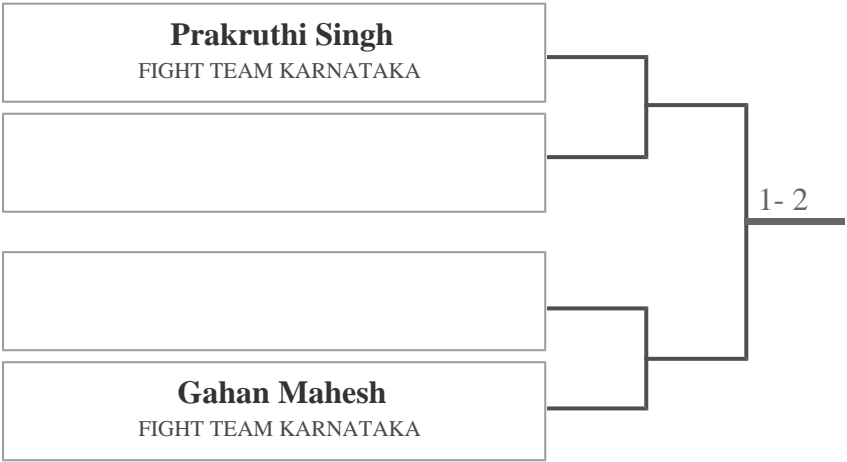 Prakruthi Singh
FIGHT TEAM KARNATAKA
1- 2
Gahan Mahesh
FIGHT TEAM KARNATAKA